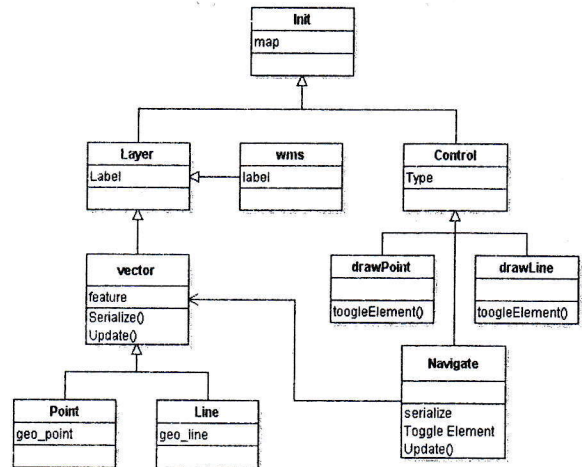 Init
map
Layer
Label
wms
label
Control
Type
vector
feature
Serialize()
Update()
drawPoint
toogleElement()
drawLine
toogleElement()
Navigate
serialize
Toggle Element
Update()
Point
geo_point
Line
geo_line